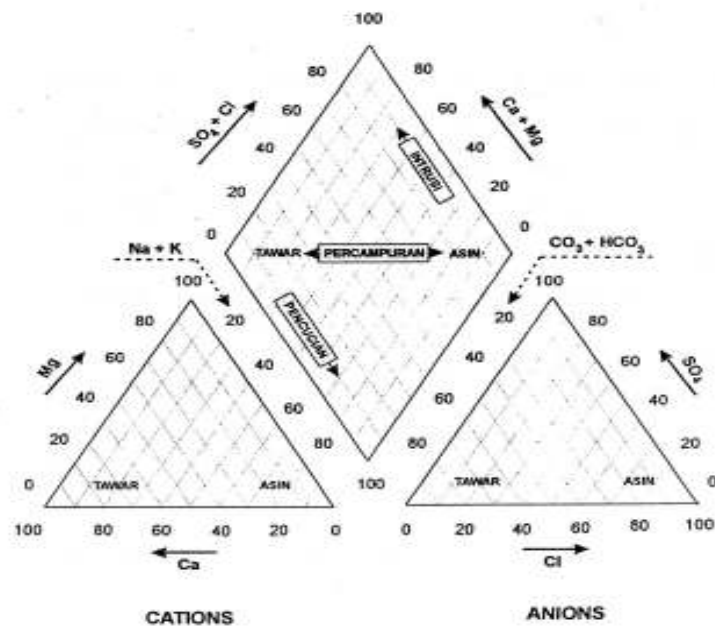 100
80
80
SO₄ + Cl
Ca + Mg
60
60
40
40
INTRUSI
20
20
0
0
Na + K
TAWAR
PERCAMPURAN
ASIN
CO₃ + HCO₃
100
100
80
20
PENCUCIAN
20
80
Mg
60
40
40
60
SO₄
40
60
60
40
20
80
80
20
0
TAWAR
ASIN
100
TAWAR
ASIN
0
100
80
60
40
20
0
0
20
40
60
80
100
Ca
Cl
CATIONS
ANIONS